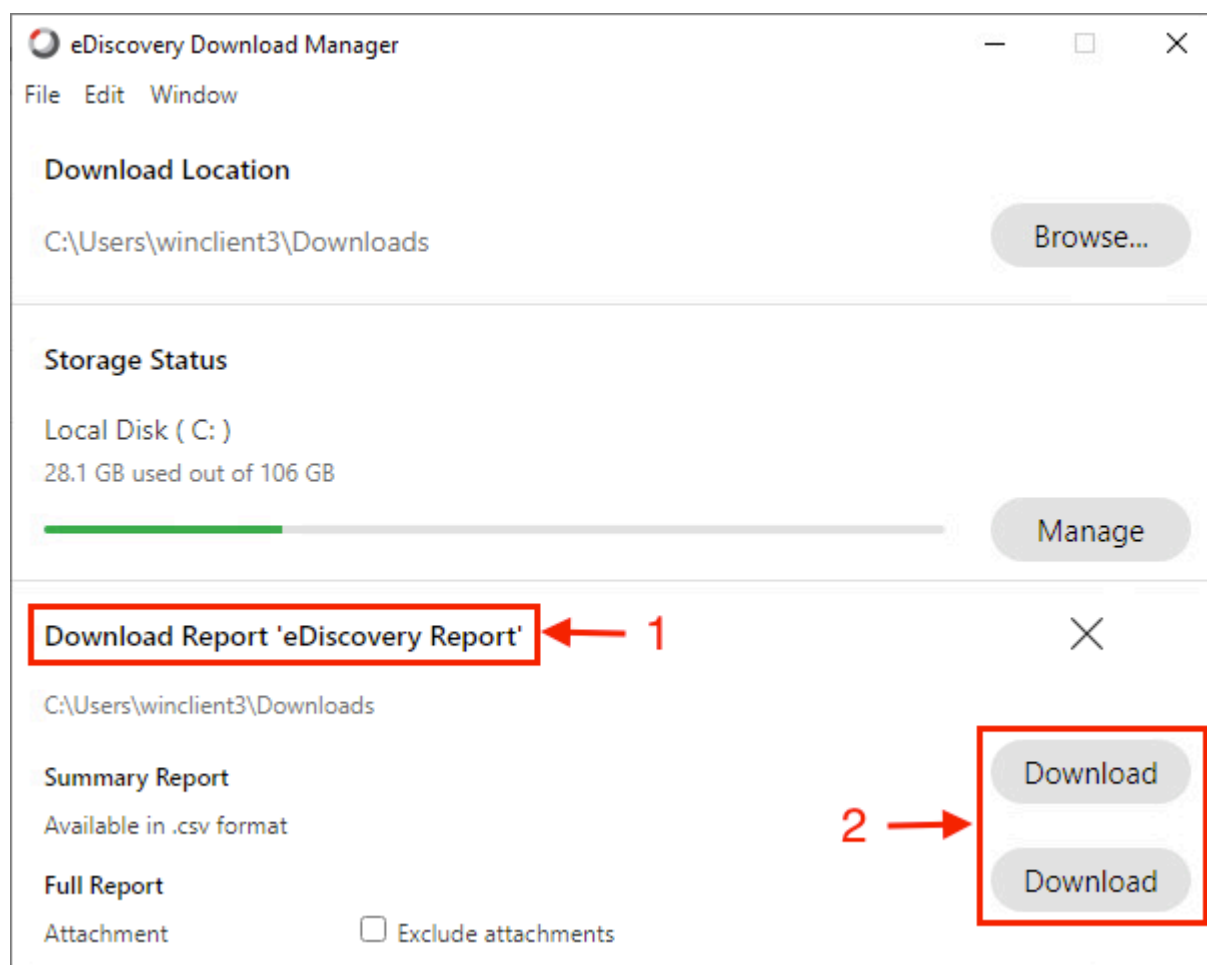 eDiscovery Download Manager
File Edit Window
Download Location
C:\Users\winclient3\Downloads
Browse...
Storage Status
Local Disk ( C: )
28.1 GB used out of 106 GB
Manage
Download Report 'eDiscovery Report'
1
C:\Users\winclient3\Downloads
Summary Report
Download
Available in .csv format
2
Full Report
Download
Attachment
Exclude attachments